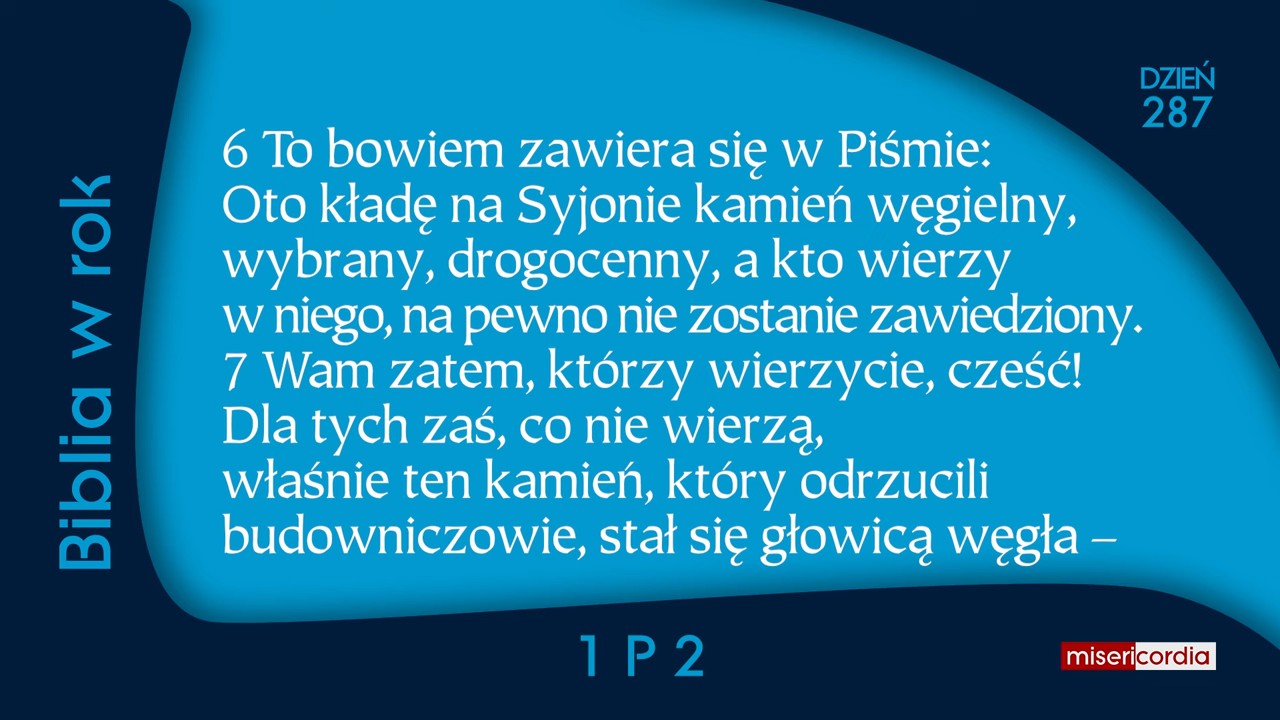 DZIEŃ
287
6 To bowiem zawiera się w Piśmie:
Oto kładę na Syjonie kamień węgielny,
wybrany, drogocenny, a kto wierzy
w niego, na pewno nie zostanie zawiedziony.
7 Wam zatem, którzy wierzycie, cześć!
Dla tych zaś, co nie wierzą,
właśnie ten kamień, który odrzucili
budowniczowie, stał się głowicą węgła –
Biblia w rok
1 P 2
misericordia